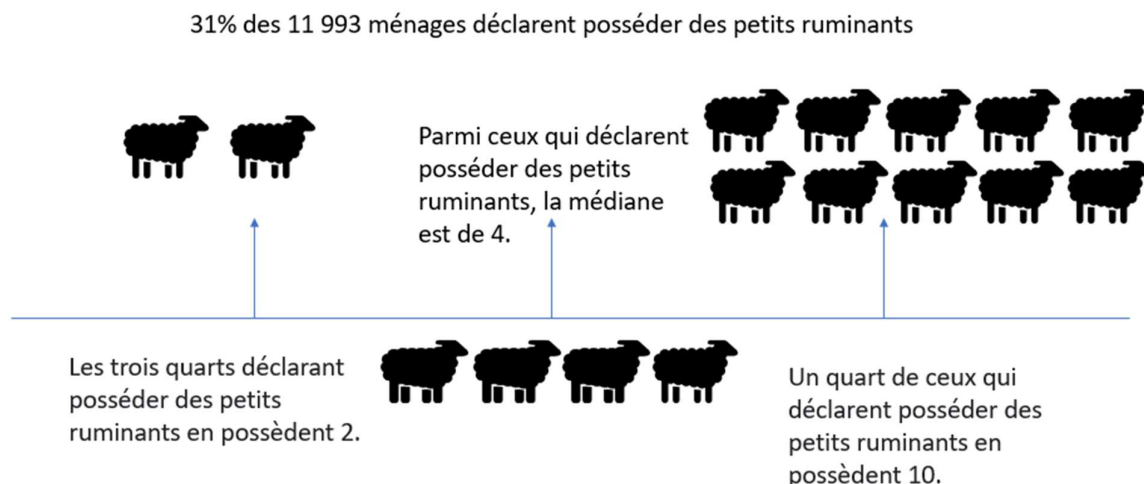 31% des 11 993 ménages déclarent posséder des petits ruminants
Parmi ceux qui déclarent
posséder des petits
ruminants, la médiane
est de 4.
Les trois quarts déclarant
posséder des petits
ruminants en possèdent 2.
Un quart de ceux qui
déclarent posséder des
petits ruminants en
possèdent 10.